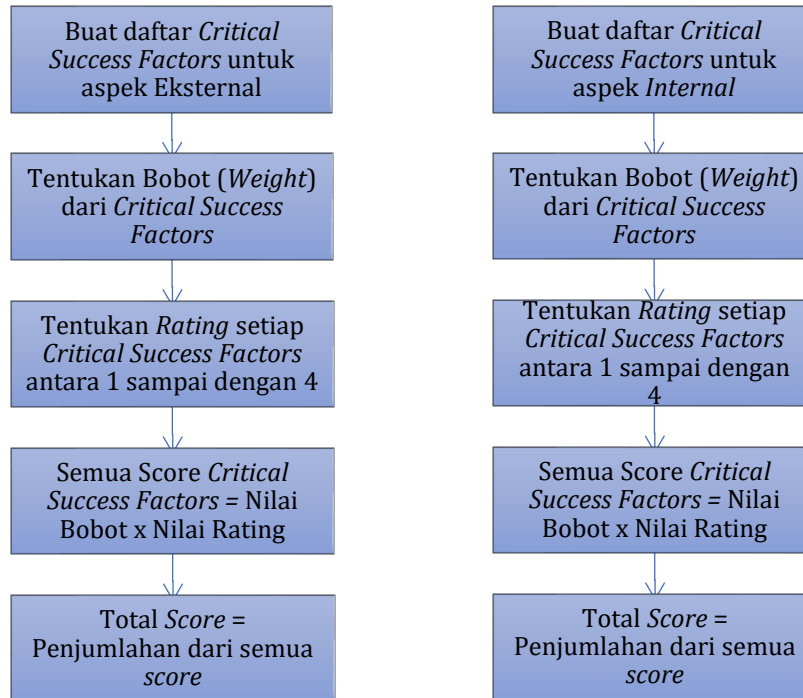 Buat daftar Critical
Success Factors untuk
aspek Eksternal
Tentukan Bobot (Weight)
dari Critical Success
Factors
Tentukan Rating setiap
Critical Success Factors
antara 1 sampai dengan 4
Semua Score Critical
Success Factors = Nilai
Bobot x Nilai Rating
Total Score =
Penjumlahan dari semua
score
Buat daftar Critical
Success Factors untuk
aspek Internal
Tentukan Bobot (Weight)
dari Critical Success
Factors
Tentukan Rating setiap
Critical Success Factors
antara 1 sampai dengan
4
Semua Score Critical
Success Factors = Nilai
Bobot x Nilai Rating
Total Score =
Penjumlahan dari semua
score